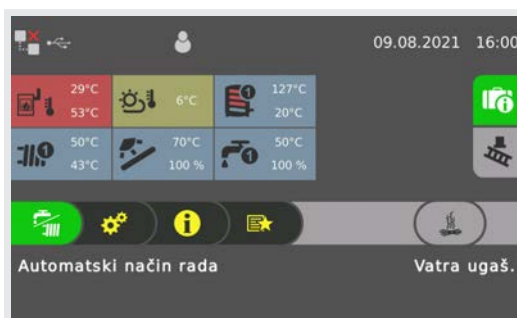 09.08.2021 16:00
29°C 6°C 127°C
53°C 20°C
50°C 70°C 50°C
43°C 100 % 100 %
Automatski način rada Vatra ugaš.